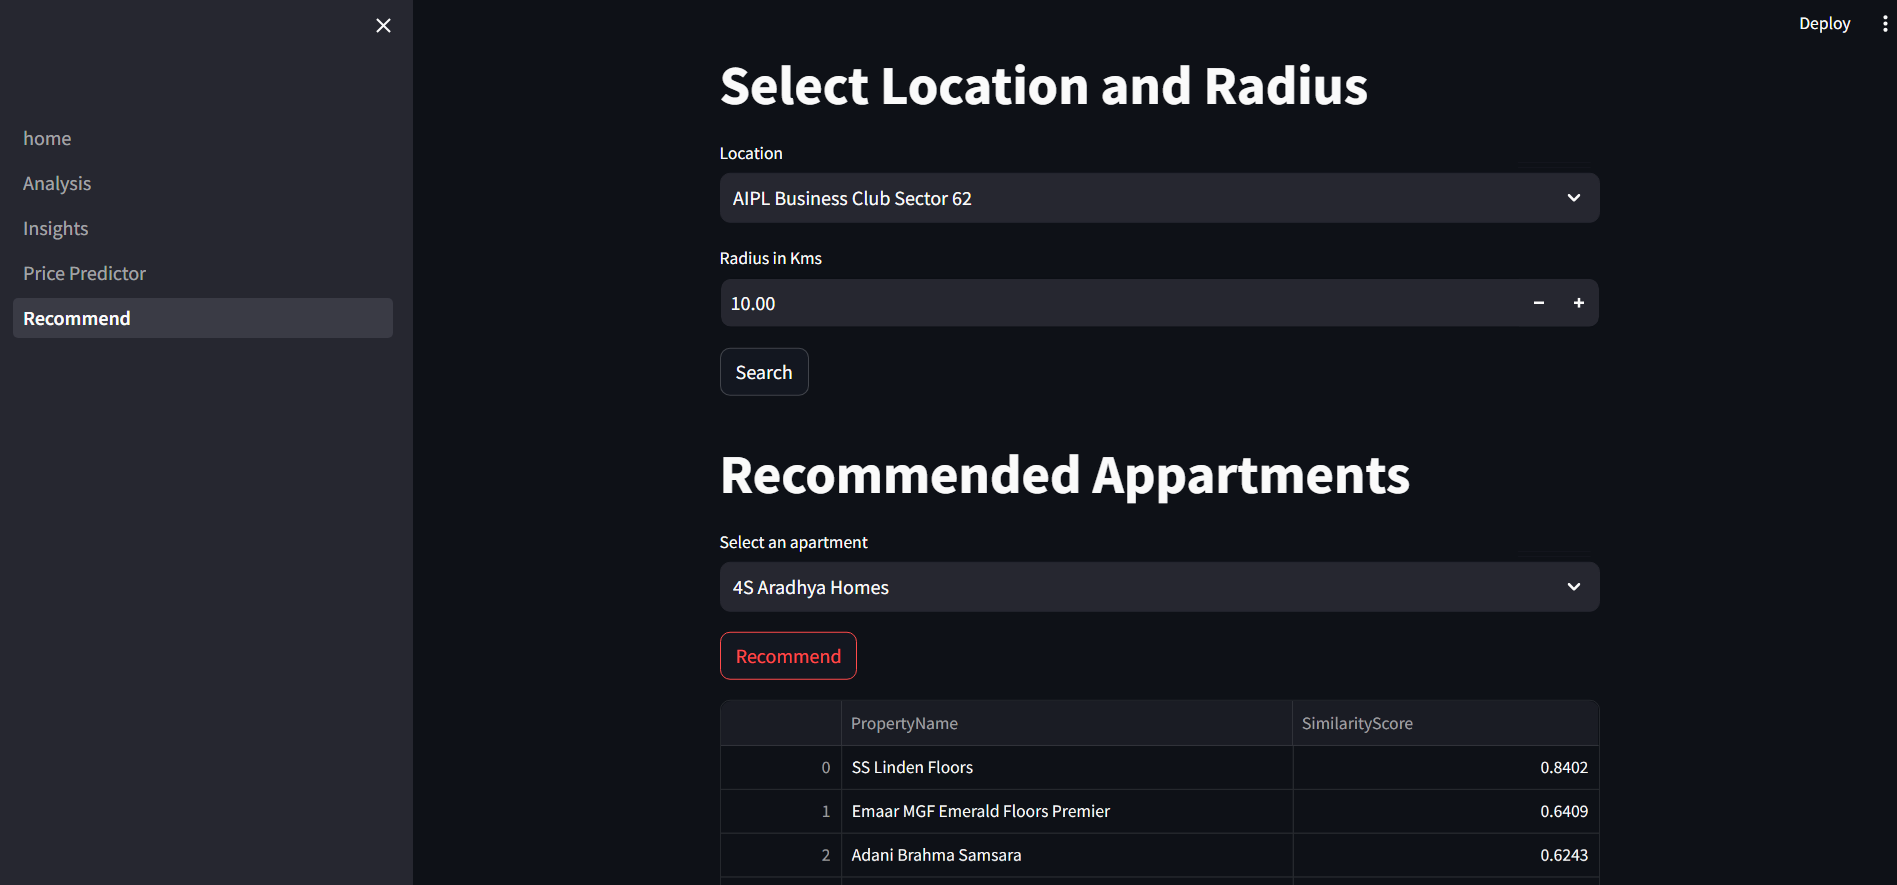 Deploy
home
Analysis
Insights
Price Predictor
Recommend
Select Location and Radius
Location
AIPL Business Club Sector 62
Radius in Kms
10.00
Search
Recommended Appartments
Select an apartment
4S Aradhya Homes
Recommend
PropertyName SimilarityScore
0 SS Linden Floors 0.8402
1 Emaar MGF Emerald Floors Premier 0.6409
2 Adani Brahma Samsara 0.6243